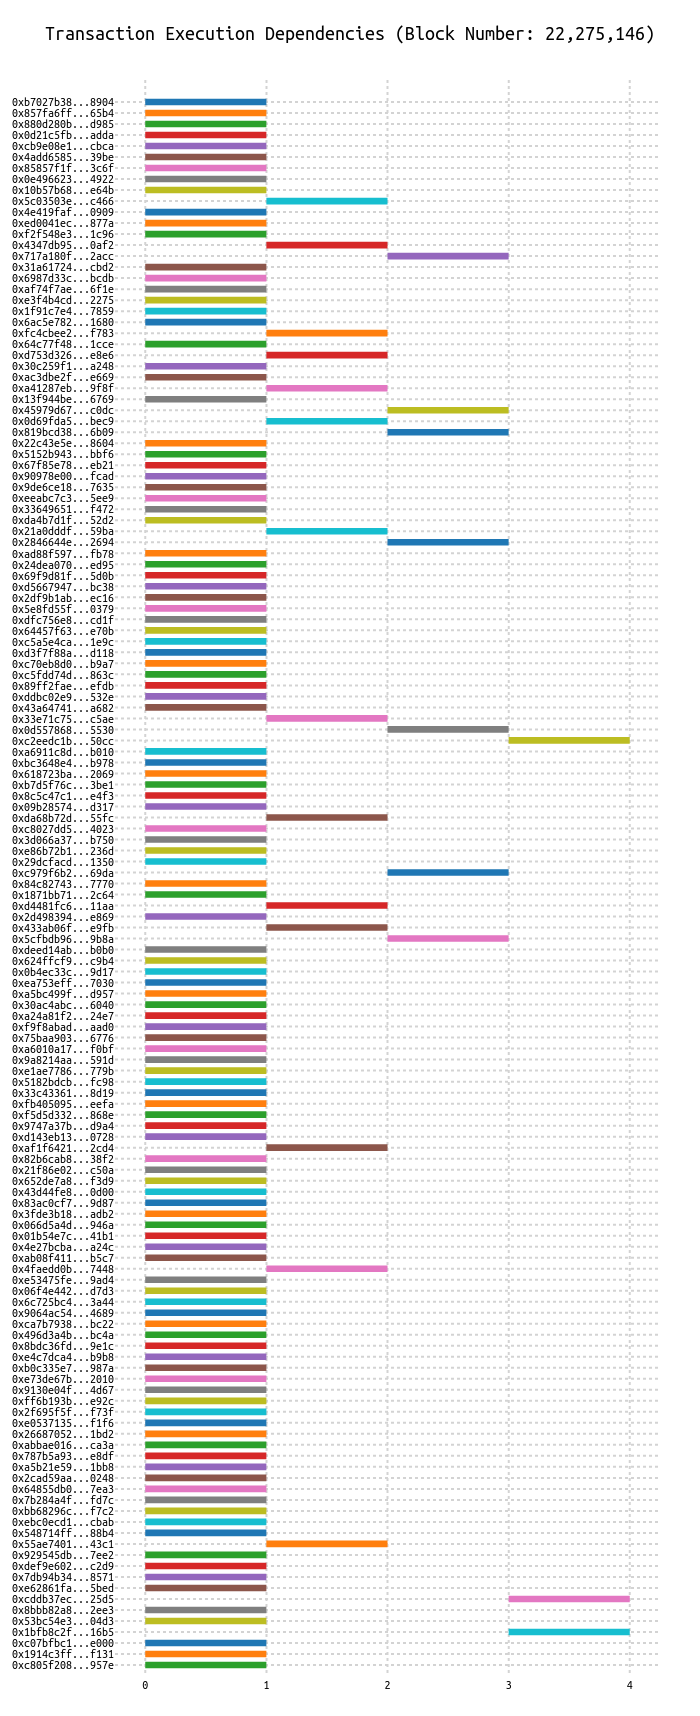 Transaction Execution Dependencies (Block Number: 22,275,146)
0xb7027b38...8904
0x857fa6ff...65b4
0x880d280b...d985
0x0d21c5fb...adda
0xcb9e08e1...cbca
0x4add6585...39be
0x85857f1f...3c6f
0x0e496623...4922
0x10b57b68...e64b
0x5c03503e...c466
0x4e419faf...0909
0xed0041ec...877a
0xf2f548e3...1c96
0x4347db95...0af2
0x717a180f...2acc
0x31a61724...cbd2
0x6987d33c...bcdb
0xaf74f7ae...6f1e
0xe3f4b4cd...2275
0x1f91c7e4...7859
0x6ac5e782...1680
0xfc4cbee2...f783
0x64c77f48...1cce
0xd753d326...e8e6
0x30c259f1...a248
0xac3dbe2f...e669
0xa41287eb...9f8f
0x13f944be...6769
0x45979d67...c0dc
0x0d69fda5...bec9
0x819bcd38...6b09
0x22c43e5e...8604
0x5152b943...bbf6
0x67f85e78...eb21
0x90978e00...fcad
0x9de6ce18...7635
0xeeabc7c3...5ee9
0x33649651...f472
0xda4b7d1f...52d2
0x21a0dddf...59ba
0x2846644e...2694
0xad88f597...fb78
0x24dea070...ed95
0x69f9d81f...5d0b
0xd5667947...bc38
0x2df9b1ab...ec16
0x5e8fd55f...0379
0xdfc756e8...cd1f
0x64457f63...e70b
0xc5a5e4ca...1e9c
0xd3f7f88a...d118
0xc70eb8d0...b9a7
0xc5fdd74d...863c
0x89ff2fae...efdb
0xddbc02e9...532e
0x43a64741...a682
0x33e71c75...c5ae
0x0d557868...5530
0xc2eedc1b...50cc
0xa6911c8d...b010
0xbc3648e4...b978
0x618723ba...2069
0xb7d5f76c...3be1
0x8c5c47c1...e4f3
0x09b28574...d317
0xda68b72d...55fc
0xc8027dd5...4023
0x3d066a37...b750
0xe86b72b1...236d
0x29dcfacd...1350
0xc979f6b2...69da
0x84c82743...7770
0x1871bb71...2c64
0xd4481fc6...11aa
0x2d498394...e869
0x433ab06f...e9fb
0x5cfbdb96...9b8a
0xdeed14ab...b0b0
0x624ffcf9...c9b4
0x0b4ec33c...9d17
0xea753eff...7030
0xa5bc499f...d957
0x30ac4abc...6040
0xa24a81f2...24e7
0xf9f8abad...aad0
0x75baa903...6776
0xa6010a17...f0bf
0x9a8214aa...591d
0xe1ae7786...779b
0x5182bdcb...fc98
0x33c43361...8d19
0xfb405095...eefa
0xf5d5d332...868e
0x9747a37b...d9a4
0xd143eb13...0728
0xaf1f6421...2cd4
0x82b6cab8...38f2
0x21f86e02...c50a
0x652de7a8...f3d9
0x43d44fe8...0d00
0x83ac0cf7...9d87
0x3fde3b18...adb2
0x066d5a4d...946a
0x01b54e7c...41b1
0x4e27bcba...a24c
0xab08f411...b5c7
0x4faedd0b...7448
0xe53475fe...9ad4
0x06f4e442...d7d3
0x6c725bc4...3a44
0x9064ac54...4689
0xca7b7938...bc22
0x496d3a4b...bc4a
0x8bdc36fd...9e1c
0xe4c7dca4...b9b8
0xb0c335e7...987a
0xe73de67b...2010
0x9130e04f...4d67
0xff6b193b...e92c
0x2f695f5f...f73f
0xe0537135...f1f6
0x26687052...1bd2
0xabbae016...ca3a
0x787b5a93...e8df
0xa5b21e59...1bb8
0x2cad59aa...0248
0x64855db0...7ea3
0x7b284a4f...fd7c
0xbb68296c...f7c2
0xebc0ecd1...cbab
0x548714ff...88b4
0x55ae7401...43c1
0x929545db...7ee2
0xdef9e602...c2d9
0x7db94b34...8571
0xe62861fa...5bed
0xcddb37ec...25d5
0x8bbb82a8...2ee3
0x53bc54e3...04d3
0x1bfb8c2f...16b5
0xc07bfbc1...e000
0x1914c3ff...f131
0xc805f208...957e
0 1 2 3 4